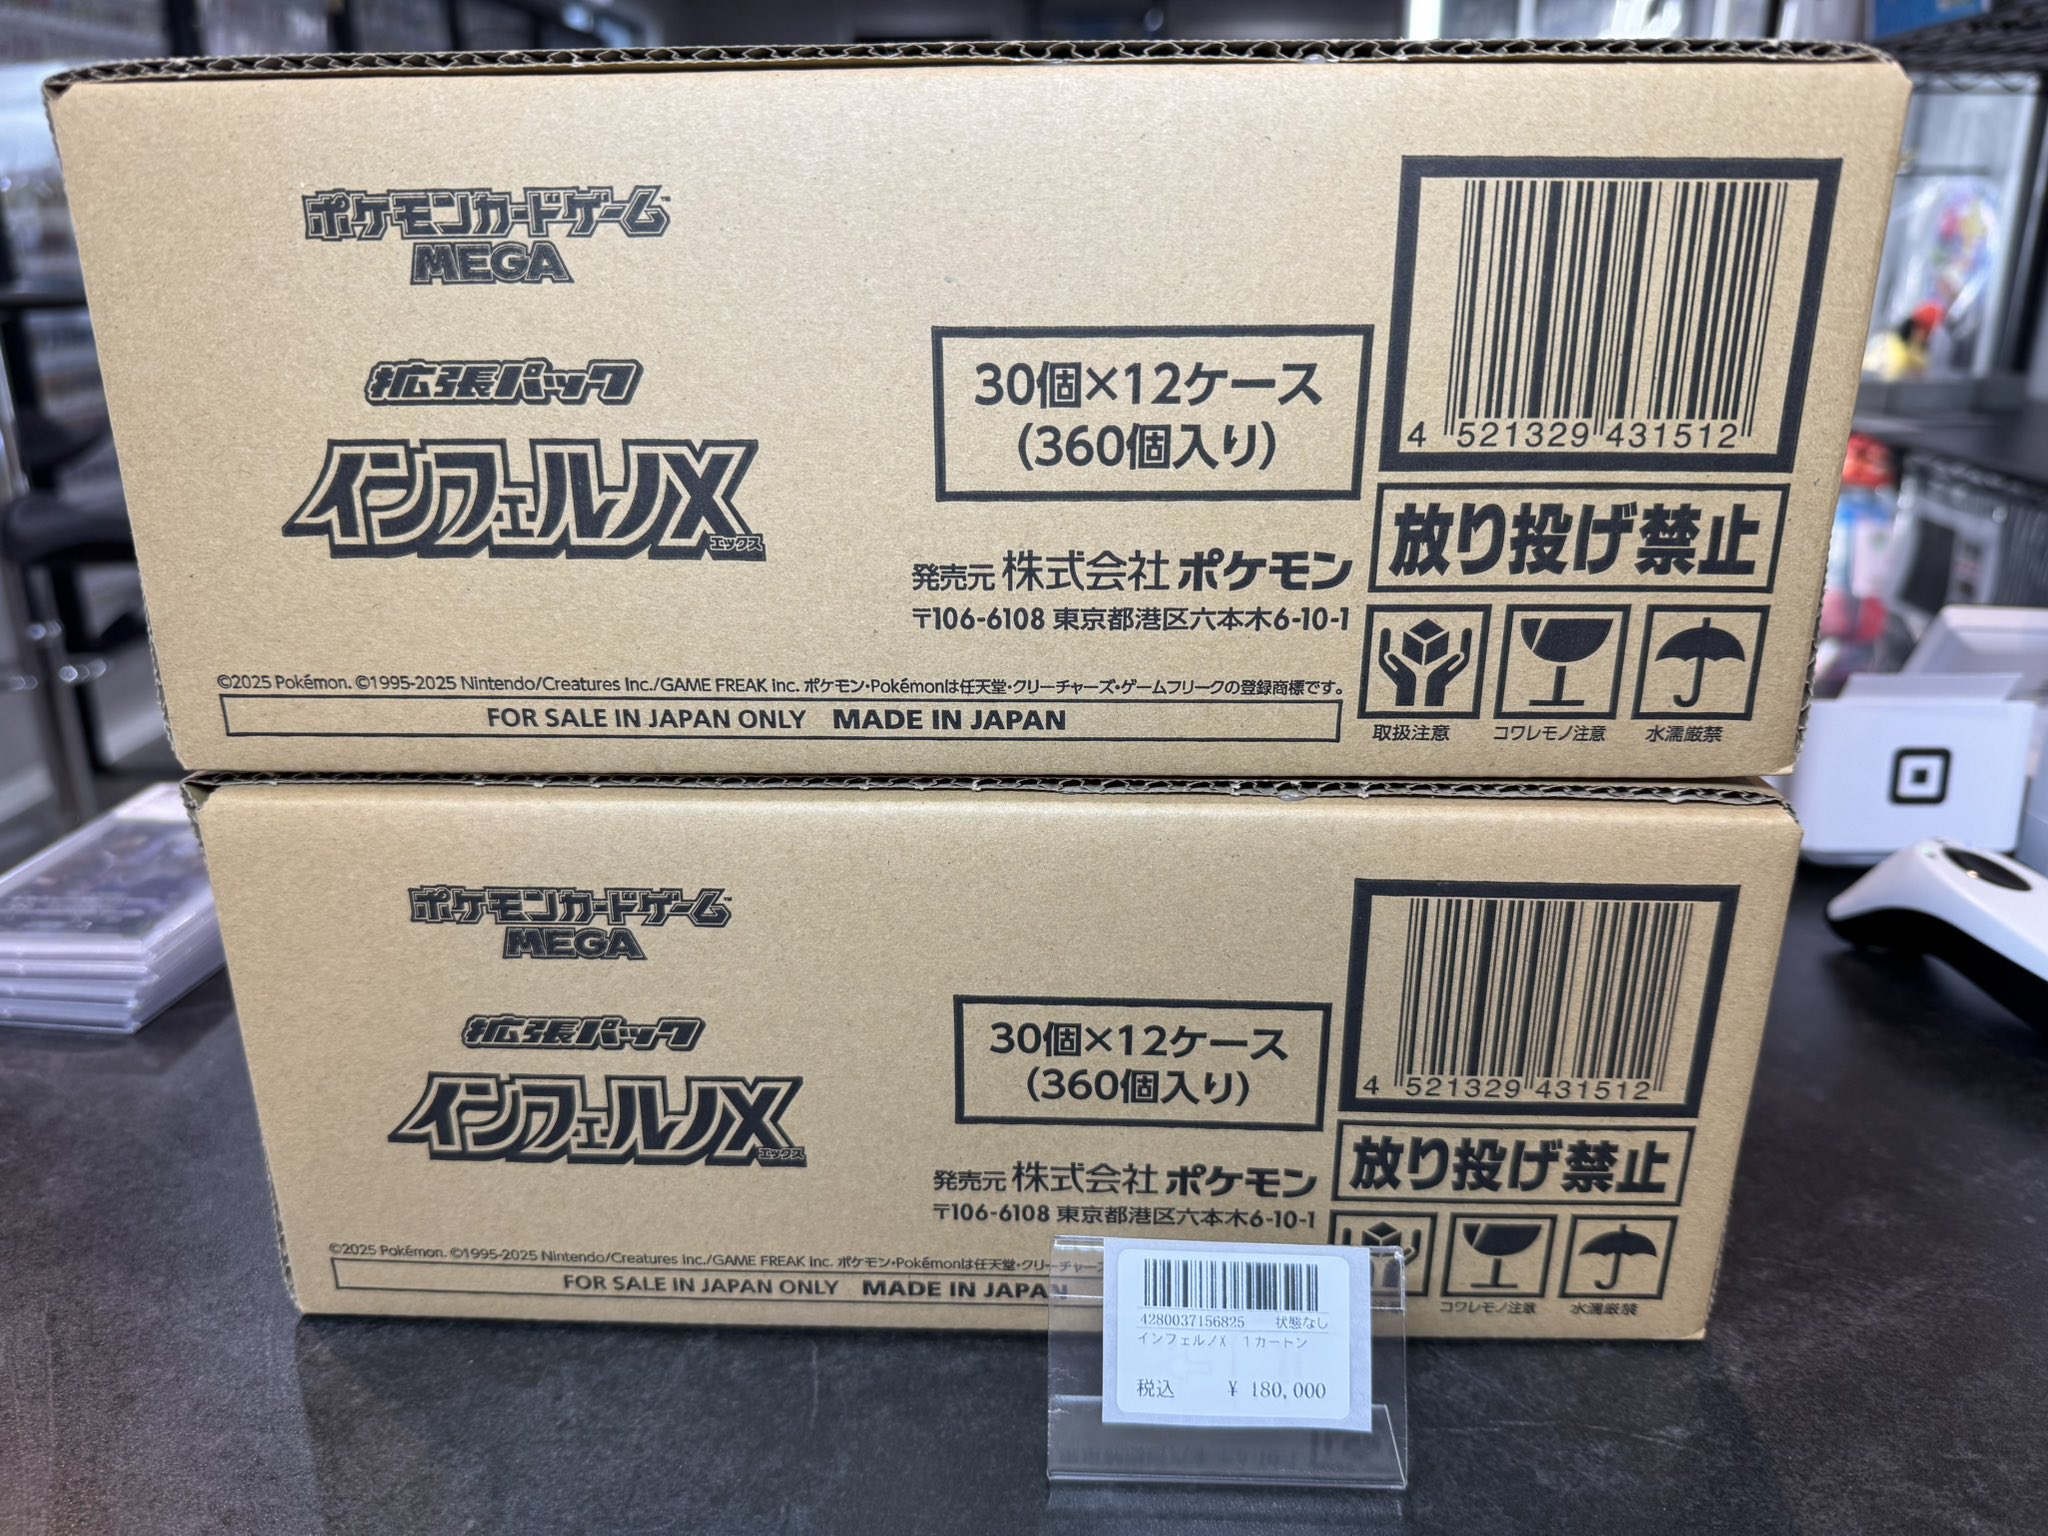 ポケモンカードゲーム
MEGA
拡張パック
インフェルノX
エックス
30個×12ケース
(360個入り)
4 521329 431512
放り投げ禁止
発売元 株式会社 ポケモン
〒106-6108 東京都港区六本木6-10-1
取扱注意 コワレモノ注意 水濡厳禁
©2025 Pokémon. ©1995-2025 Nintendo/Creatures Inc./GAME FREAK inc. ポケモン・Pokémonは任天堂・クリーチャーズ・ゲームフリークの登録商標です。
FOR SALE IN JAPAN ONLY MADE IN JAPAN
ポケモンカードゲーム
MEGA
拡張パック
インフェルノX
エックス
30個×12ケース
(360個入り)
4 521329 431512
放り投げ禁止
発売元 株式会社 ポケモン
〒106-6108 東京都港区六本木6-10-1
コワレモノ注意 水濡厳禁
©2025 Pokémon. ©1995-2025 Nintendo/Creatures Inc./GAME FREAK inc. ポケモン・Pokémonは任天堂・クリーチャーズ
FOR SALE IN JAPAN ONLY MADE IN JAPAN
4280037156825 状態なし
インフェルノX 1カートン
税込 ¥ 180,000